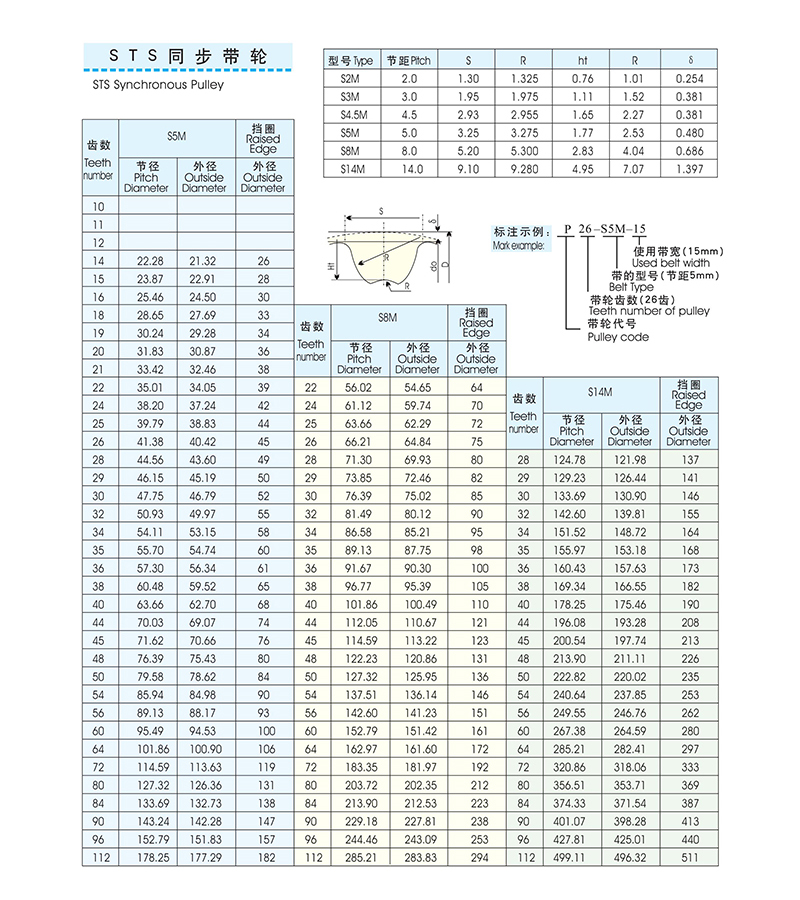 STS同步带轮
STS Synchronous Pulley
型号Type 节距Pitch S R ht R δ
S2M 2.0 1.30 1.325 0.76 1.01 0.254
S3M 3.0 1.95 1.975 1.11 1.52 0.381
S4.5M 4.5 2.93 2.955 1.65 2.27 0.381
S5M 5.0 3.25 3.275 1.77 2.53 0.480
S8M 8.0 5.20 5.300 2.83 4.04 0.686
S14M 14.0 9.10 9.280 4.95 7.07 1.397
S
δ
Ht
R
R
do
D
标注示例:
Mark example:
P 26-S5M-15
使用带宽(15mm)
Used belt width
带的型号(节距5mm)
Belt Type
带轮齿数(26齿)
Teeth number of pulley
带轮代号
Pulley code
齿数
Teeth
number
S5M
挡圈
Raised
Edge
节径
Pitch
Diameter
外径
Outside
Diameter
外径
Outside
Diameter
10
11
12
14 22.28 21.32 26
15 23.87 22.91 28
16 25.46 24.50 30
18 28.65 27.69 33
19 30.24 29.28 34
20 31.83 30.87 36
21 33.42 32.46 38
22 35.01 34.05 39
24 38.20 37.24 42
25 39.79 38.83 44
26 41.38 40.42 45
28 44.56 43.60 49
29 46.15 45.19 50
30 47.75 46.79 52
32 50.93 49.97 55
34 54.11 53.15 58
35 55.70 54.74 60
36 57.30 56.34 61
38 60.48 59.52 65
40 63.66 62.70 68
44 70.03 69.07 74
45 71.62 70.66 76
48 76.39 75.43 80
50 79.58 78.62 84
54 85.94 84.98 90
56 89.13 88.17 93
60 95.49 94.53 100
64 101.86 100.90 106
72 114.59 113.63 119
80 127.32 126.36 131
84 133.69 132.73 138
90 143.24 142.28 147
96 152.79 151.83 157
112 178.25 177.29 182
齿数
Teeth
number
S8M
挡圈
Raised
Edge
节径
Pitch
Diameter
外径
Outside
Diameter
外径
Outside
Diameter
22 56.02 54.65 64
24 61.12 59.74 70
25 63.66 62.29 72
26 66.21 64.84 75
28 71.30 69.93 80
29 73.85 72.46 82
30 76.39 75.02 85
32 81.49 80.12 90
34 86.58 85.21 95
35 89.13 87.75 98
36 91.67 90.30 100
38 96.77 95.39 105
40 101.86 100.49 110
44 112.05 110.67 121
45 114.59 113.22 123
48 122.23 120.86 131
50 127.32 125.95 136
54 137.51 136.14 146
56 142.60 141.23 151
60 152.79 151.42 161
64 162.97 161.60 172
72 183.35 181.97 192
80 203.72 202.35 212
84 213.90 212.53 223
90 229.18 227.81 238
96 244.46 243.09 253
112 285.21 283.83 294
齿数
Teeth
number
S14M
挡圈
Raised
Edge
节径
Pitch
Diameter
外径
Outside
Diameter
外径
Outside
Diameter
28 124.78 121.98 137
29 129.23 126.44 141
30 133.69 130.90 146
32 142.60 139.81 155
34 151.52 148.72 164
35 155.97 153.18 168
36 160.43 157.63 173
38 169.34 166.55 182
40 178.25 175.46 190
44 196.08 193.28 208
45 200.54 197.74 213
48 213.90 211.11 226
50 222.82 220.02 235
54 240.64 237.85 253
56 249.55 246.76 262
60 267.38 264.59 280
64 285.21 282.41 297
72 320.86 318.06 333
80 356.51 353.71 369
84 374.33 371.54 387
90 401.07 398.28 413
96 427.81 425.01 440
112 499.11 496.32 511